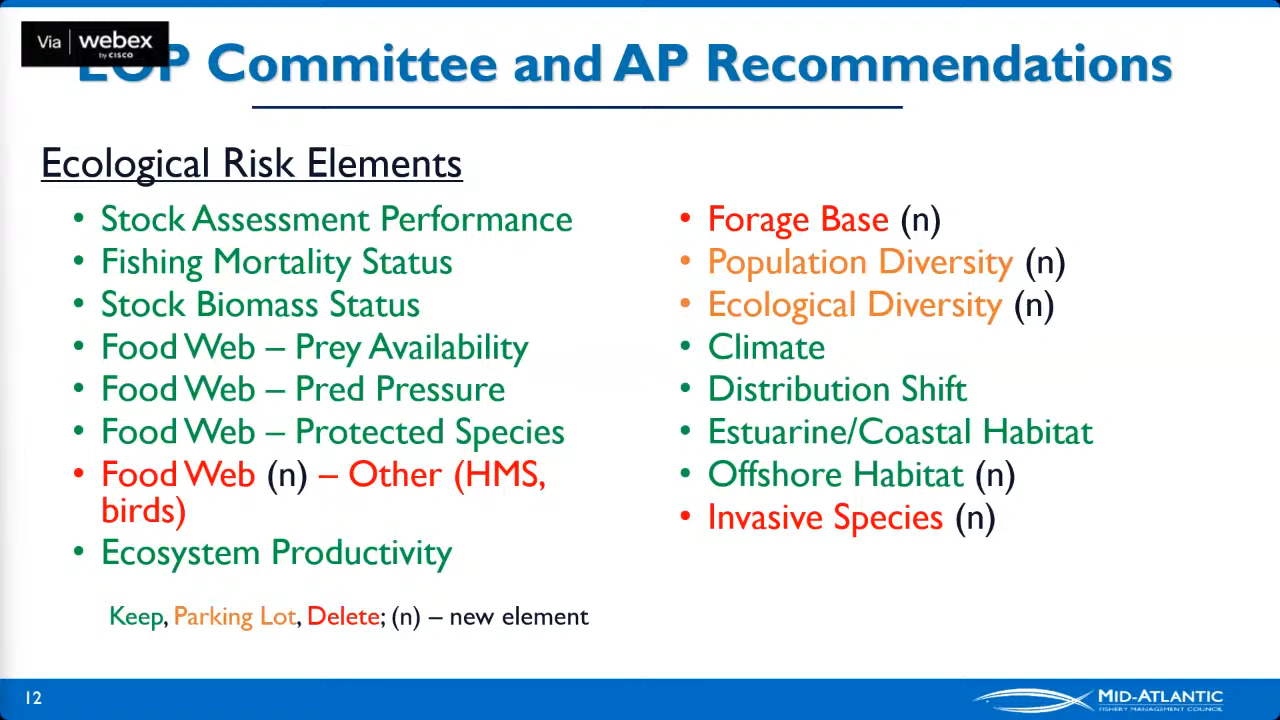 Via webex
by CISCO
Committee and AP Recommendations
Ecological Risk Elements
• Stock Assessment Performance
• Fishing Mortality Status
• Stock Biomass Status
• Food Web – Prey Availability
• Food Web – Pred Pressure
• Food Web – Protected Species
• Food Web (n) – Other (HMS,
birds)
• Ecosystem Productivity
• Forage Base (n)
• Population Diversity (n)
• Ecological Diversity (n)
• Climate
• Distribution Shift
• Estuarine/Coastal Habitat
• Offshore Habitat (n)
• Invasive Species (n)
Keep, Parking Lot, Delete; (n) – new element
12
MID-ATLANTIC
FISHERY MANAGEMENT COUNCIL